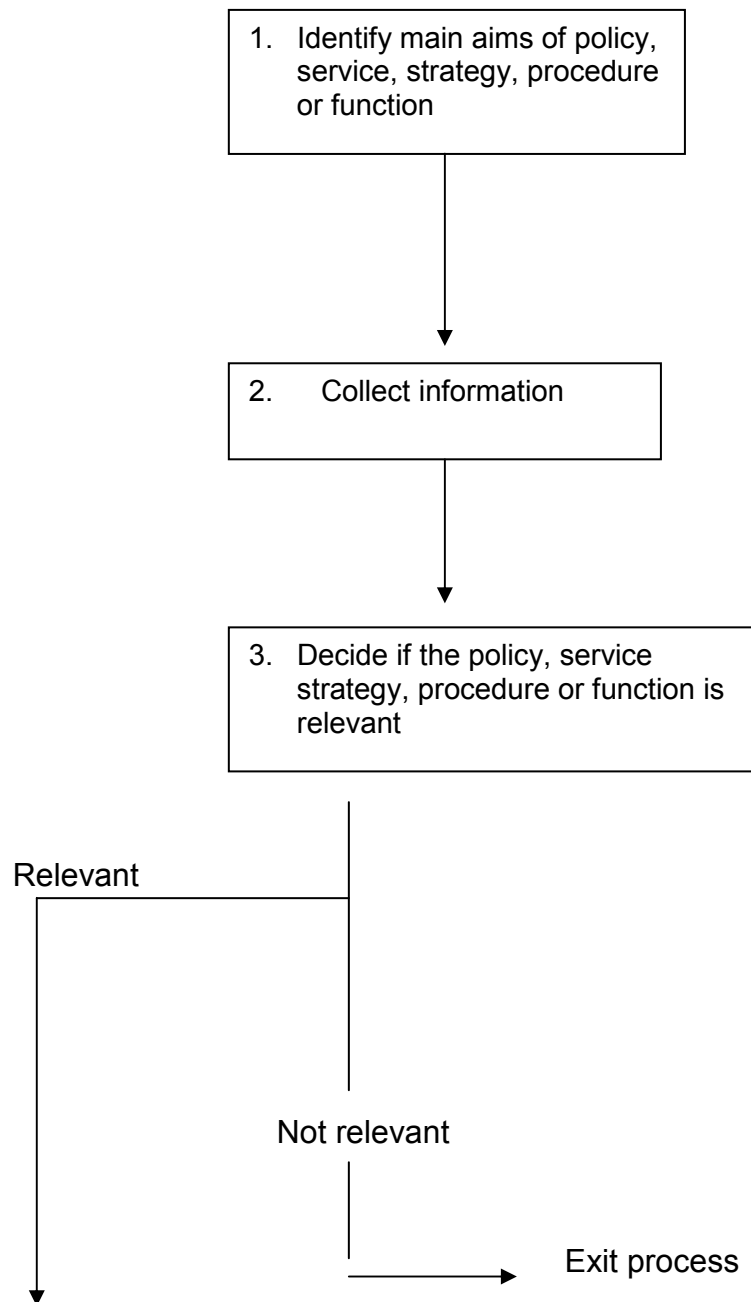 1. Identify main aims of policy,
service, strategy, procedure
or function
2. Collect information
3. Decide if the policy, service
strategy, procedure or function is
relevant
Relevant
Not relevant
Exit process